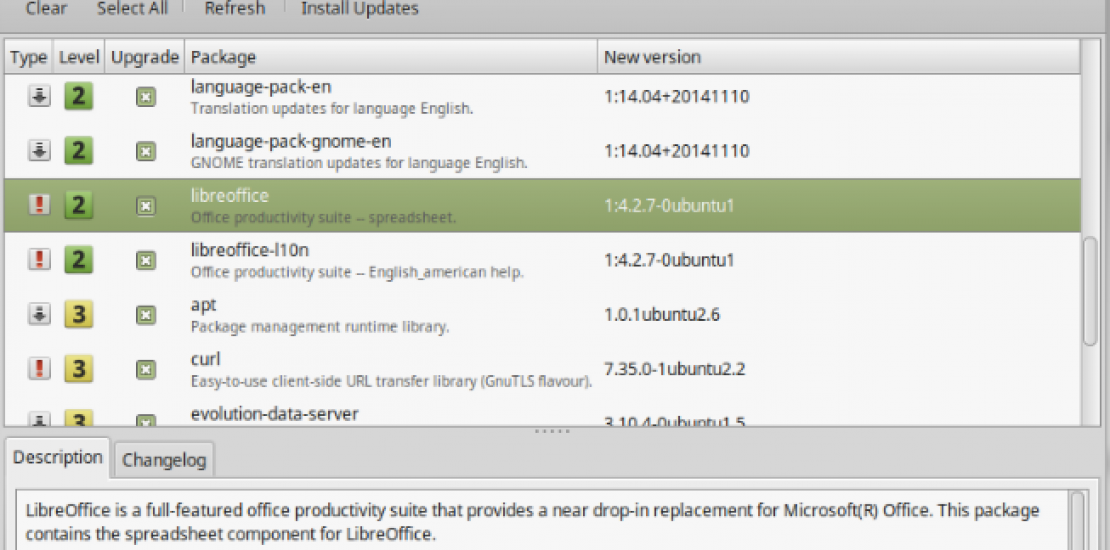 Clear Select All Refresh Install Updates
Type Level Upgrade Package New version
language-pack-en
2 1:14.04+20141110
Translation updates for language English.
language-pack-gnome-en
2 1:14.04+20141110
GNOME translation updates for language English.
libreoffice
! 2 1:4.2.7-0ubuntu1
Office productivity suite -- spreadsheet.
libreoffice-l10n
! 2 1:4.2.7-0ubuntu1
Office productivity suite -- English_american help.
apt
3 1.0.1ubuntu2.6
Package management runtime library.
curl
! 3 7.35.0-1ubuntu2.2
Easy-to-use client-side URL transfer library (GnuTLS flavour).
evolution-data-server
3 3.10.4-0ubuntu1.5
Description Changelog
LibreOffice is a full-featured office productivity suite that provides a near drop-in replacement for Microsoft(R) Office. This package
contains the spreadsheet component for LibreOffice.